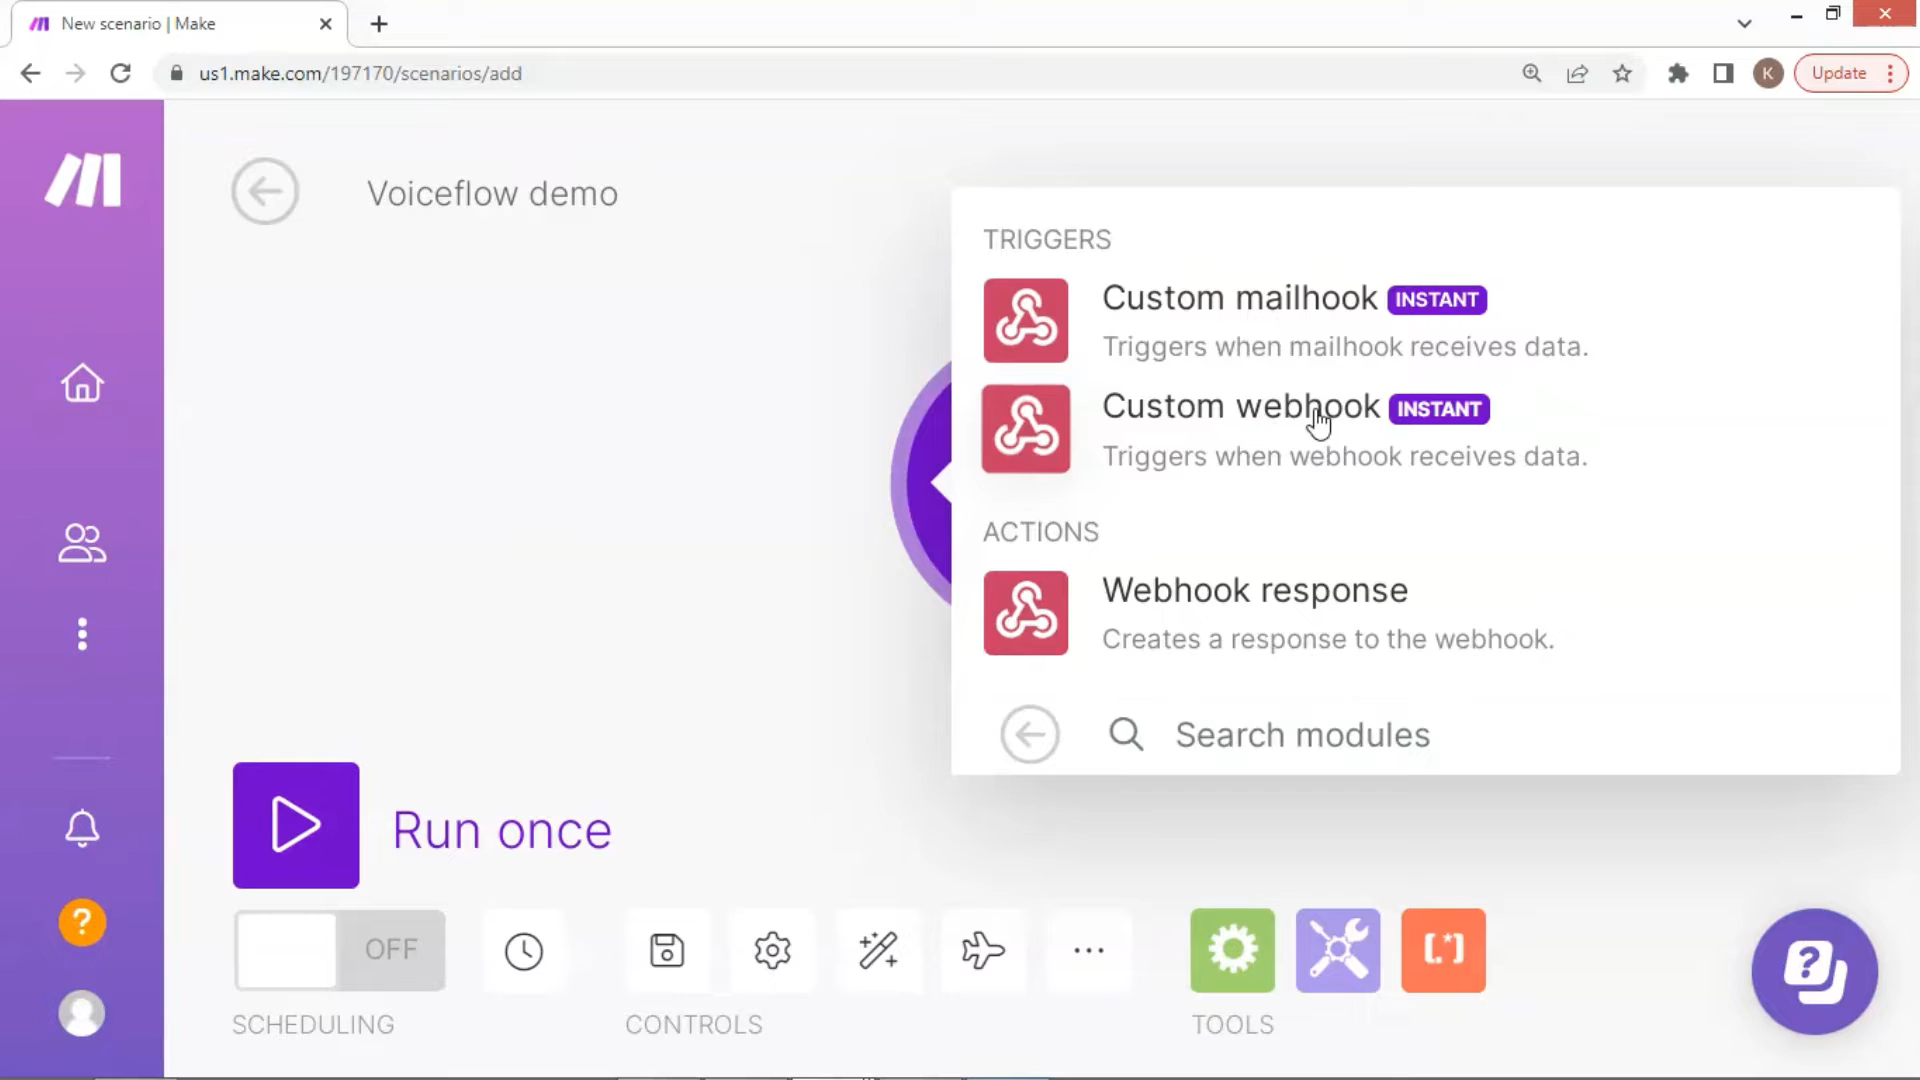 New scenario | Make
us1.make.com/197170/scenarios/add
K
Update
Voiceflow demo
TRIGGERS
Custom mailhook INSTANT
Triggers when mailhook receives data.
Custom webhook INSTANT
Triggers when webhook receives data.
ACTIONS
Webhook response
Creates a response to the webhook.
Search modules
Run once
OFF
SCHEDULING
CONTROLS
TOOLS